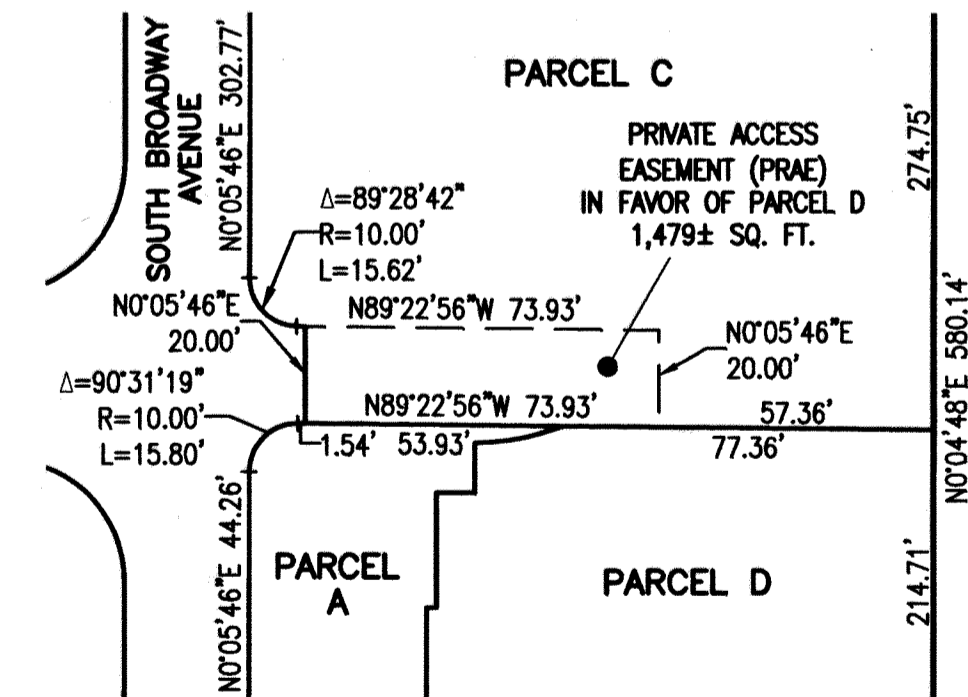 SOUTH BROADWAY
AVENUE
N0°05'46"E 302.77'
PARCEL C
PRIVATE ACCESS
EASEMENT (PRAE)
IN FAVOR OF PARCEL D
1,479± SQ. FT.
274.75'
Δ=89°28'42"
R=10.00'
L=15.62'
N0°05'46"E
20.00'
N89°22'56"W 73.93'
N0°05'46"E
20.00'
Δ=90°31'19"
R=10.00'
L=15.80'
N89°22'56"W 73.93'
57.36'
1.54' 53.93'
77.36'
N0°04'48"E 580.14'
N0°05'46"E 44.26'
PARCEL
A
PARCEL D
214.71'